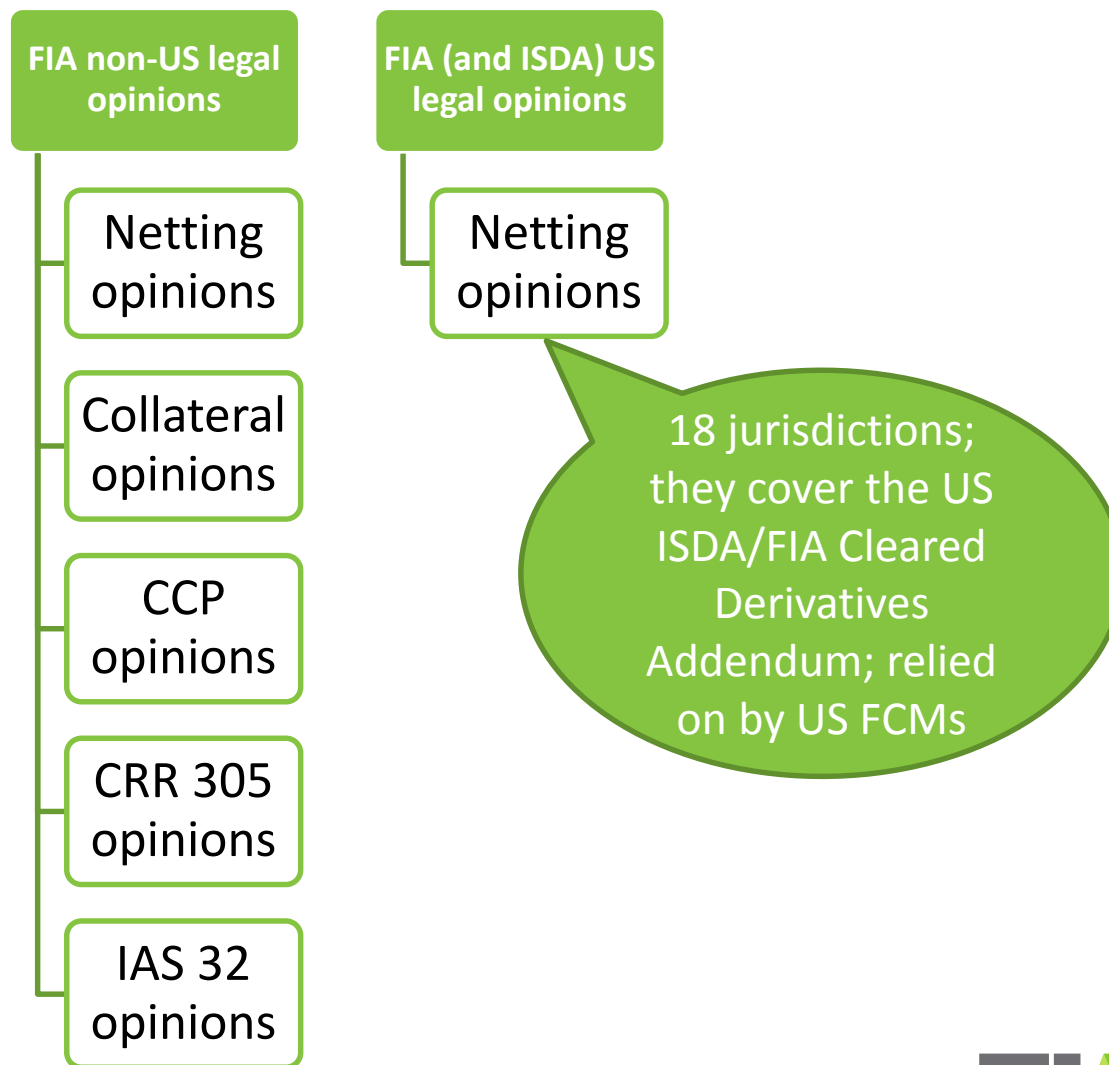 FIA non-US legal
opinions
FIA (and ISDA) US
legal opinions
Netting
opinions
Collateral
opinions
CCP
opinions
CRR 305
opinions
IAS 32
opinions
Netting
opinions
18 jurisdictions;
they cover the US
ISDA/FIA Cleared
Derivatives
Addendum; relied
on by US FCMs